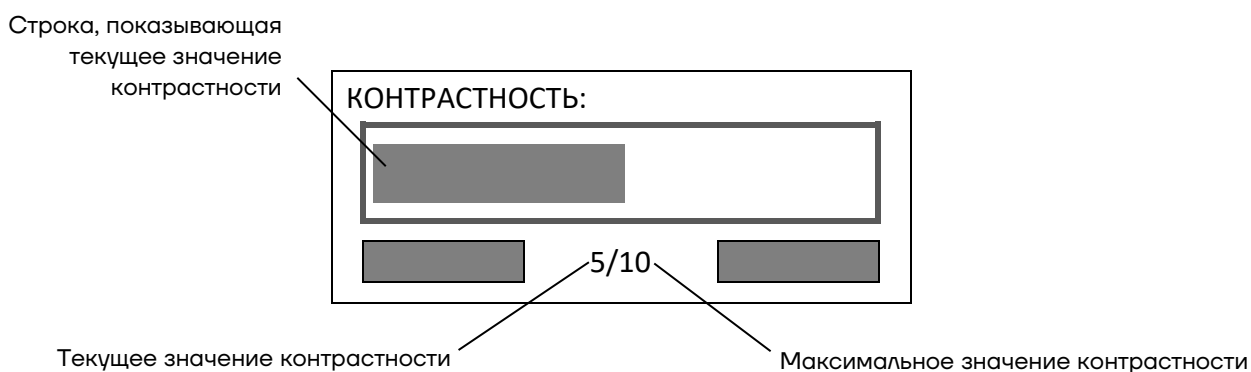 Строка, показывающая
текущее значение
контрастности
КОНТРАСТНОСТЬ:
5/10
Текущее значение контрастности
Максимальное значение контрастности